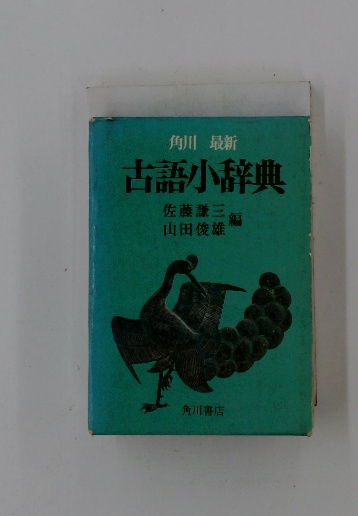 角川 最新
古語小辞典
佐藤謙三
山田俊雄
編
角川書店